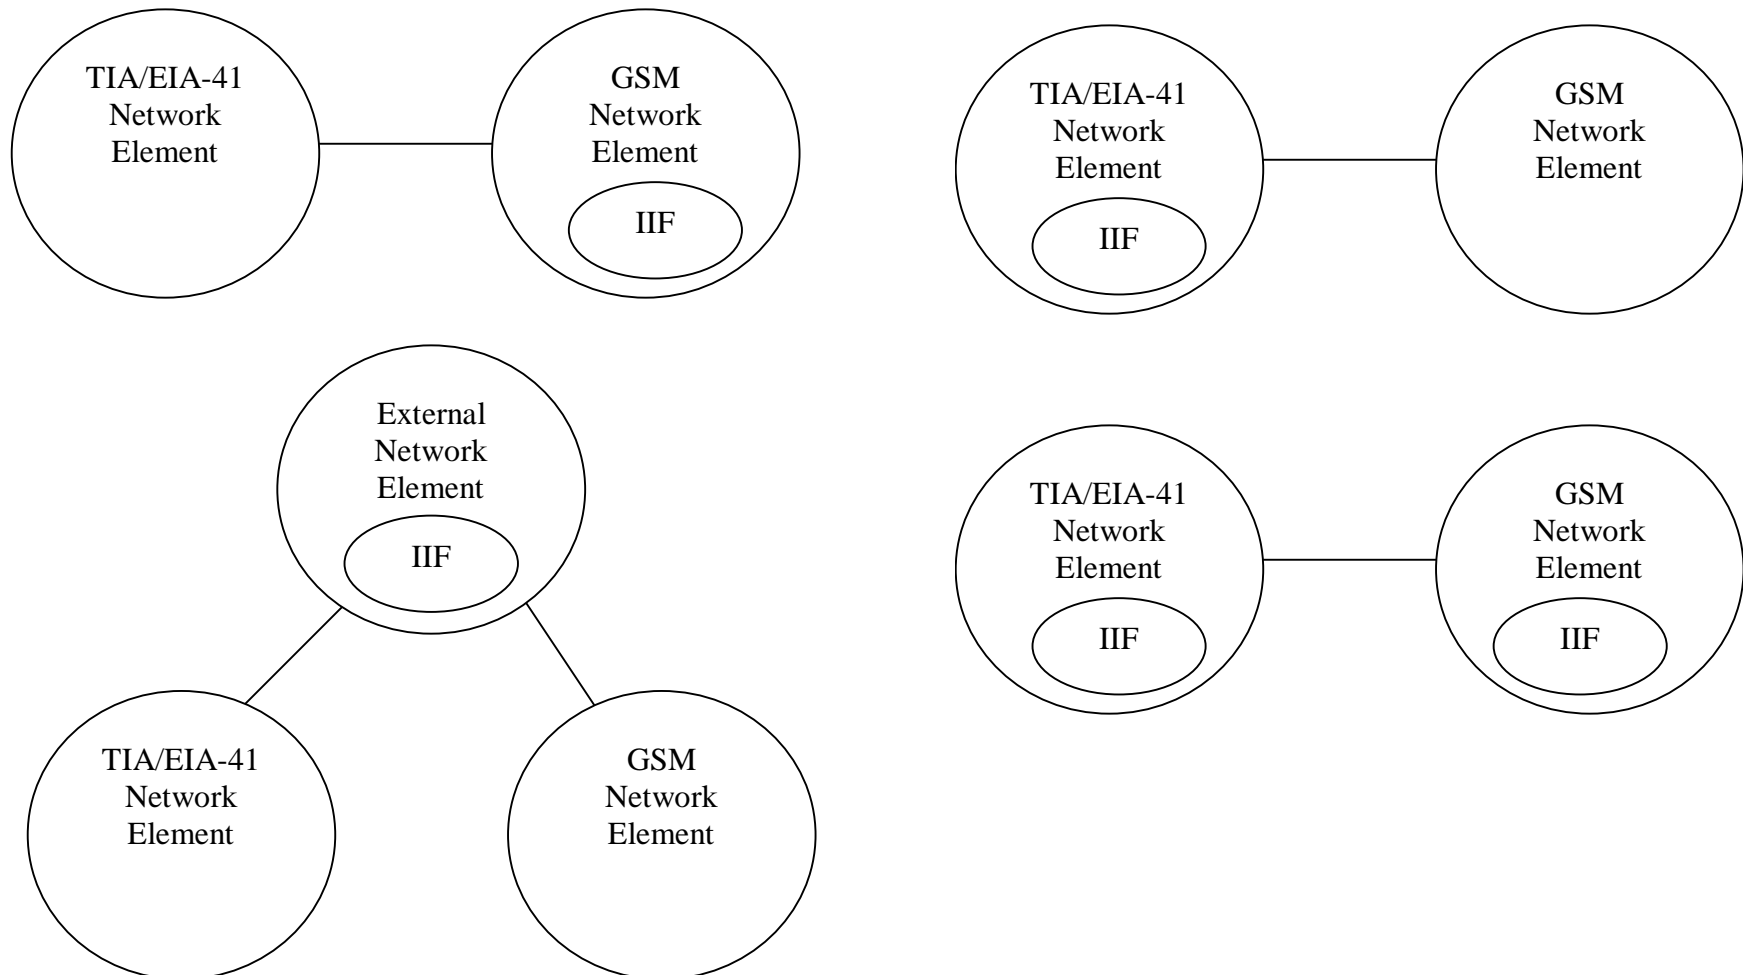 TIA/EIA-41
Network
Element
GSM
Network
Element
IIF
TIA/EIA-41
Network
Element
IIF
GSM
Network
Element
External
Network
Element
IIF
TIA/EIA-41
Network
Element
GSM
Network
Element
TIA/EIA-41
Network
Element
IIF
GSM
Network
Element
IIF